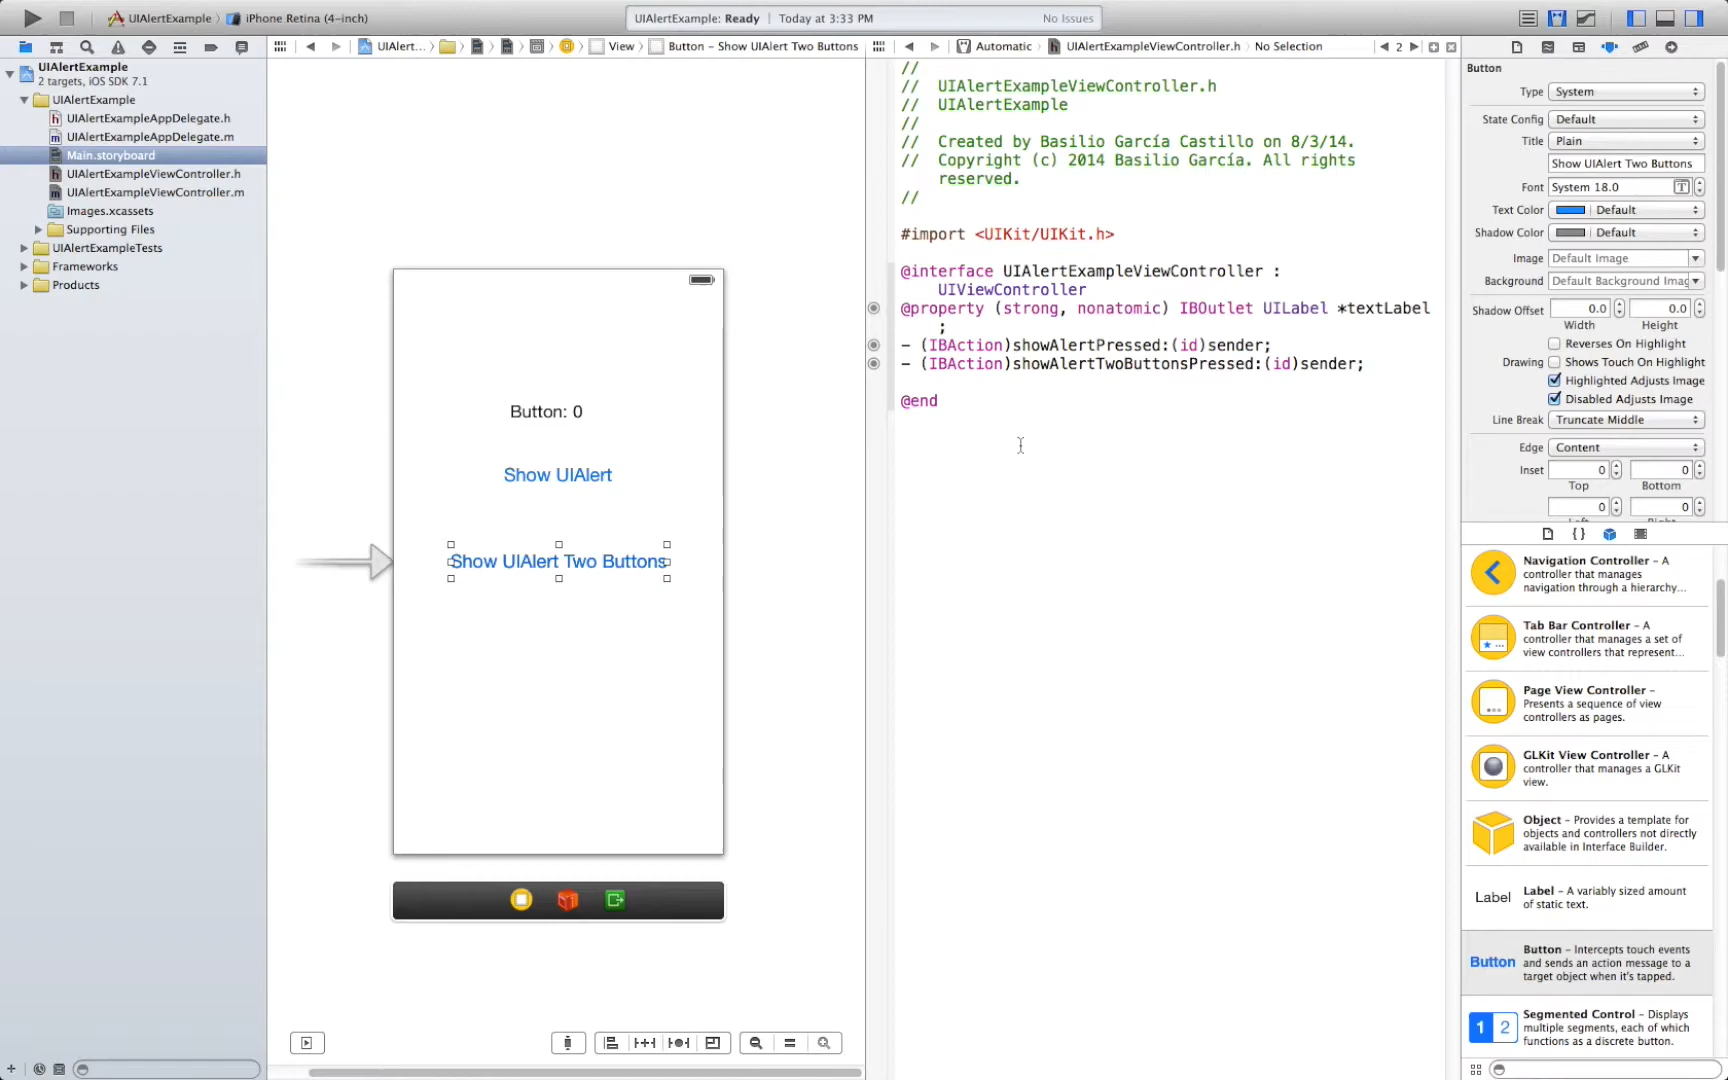 UIAlertExample
iPhone Retina (4-inch)
UIAlertExample: Ready
Today at 3:33 PM
No Issues
UIAlert...
View
Button – Show UIAlert Two Buttons
Automatic
UIAlertExampleViewController.h
No Selection
2
UIAlertExample
2 targets, iOS SDK 7.1
UIAlertExample
UIAlertExampleAppDelegate.h
UIAlertExampleAppDelegate.m
Main.storyboard
UIAlertExampleViewController.h
UIAlertExampleViewController.m
Images.xcassets
Supporting Files
UIAlertExampleTests
Frameworks
Products
Button: 0
Show UIAlert
Show UIAlert Two Buttons
//
// UIAlertExampleViewController.h
// UIAlertExample
//
// Created by Basilio García Castillo on 8/3/14.
// Copyright (c) 2014 Basilio García. All rights
reserved.
//
#import <UIKit/UIKit.h>
@interface UIAlertExampleViewController :
UIViewController
@property (strong, nonatomic) IBOutlet UILabel *textLabel
;
- (IBAction)showAlertPressed:(id)sender;
- (IBAction)showAlertTwoButtonsPressed:(id)sender;
@end
Button
Type System
State Config Default
Title Plain
Show UIAlert Two Buttons
Font System 18.0
Text Color Default
Shadow Color Default
Image Default Image
Background Default Background Imag
Shadow Offset 0.0 0.0
Width Height
Reverses On Highlight
Drawing Shows Touch On Highlight
Highlighted Adjusts Image
Disabled Adjusts Image
Line Break Truncate Middle
Edge Content
Inset 0 0
Top Bottom
0 0
Navigation Controller – A
controller that manages
navigation through a hierarchy...
Tab Bar Controller – A
controller that manages a set of
view controllers that represent...
Page View Controller –
Presents a sequence of view
controllers as pages.
GLKit View Controller – A
controller that manages a GLKit
view.
Object – Provides a template for
objects and controllers not directly
available in Interface Builder.
Label
Label – A variably sized amount
of static text.
Button
Button – Intercepts touch events
and sends an action message to a
target object when it's tapped.
1 2
Segmented Control – Displays
multiple segments, each of which
functions as a discrete button.